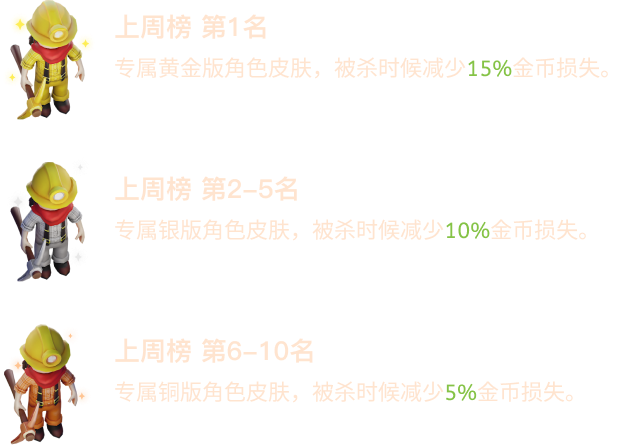 上周榜 第1名
专属黄金版角色皮肤，被杀时候减少15%金币损失。
上周榜 第2-5名
专属银版角色皮肤，被杀时候减少10%金币损失。
上周榜 第6-10名
专属铜版角色皮肤，被杀时候减少5%金币损失。